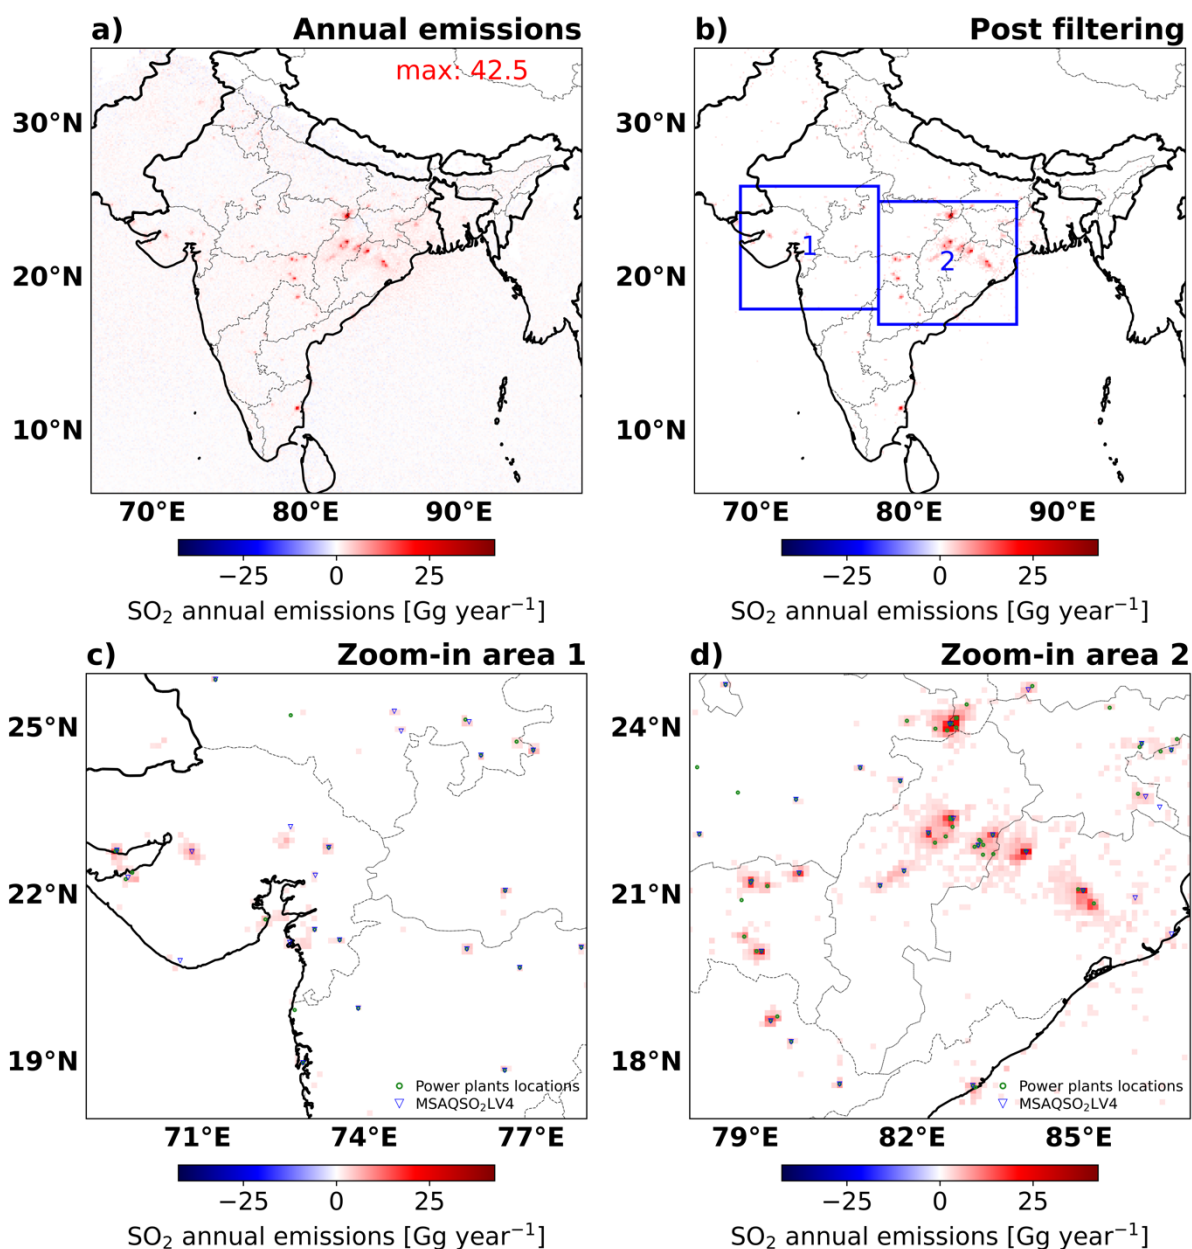 a) Annual emissions
max: 42.5
30°N
20°N
10°N
70°E 80°E 90°E
−25 0 25
SO₂ annual emissions [Gg year⁻¹]
b) Post filtering
1
2
30°N
20°N
10°N
70°E 80°E 90°E
−25 0 25
SO₂ annual emissions [Gg year⁻¹]
c) Zoom-in area 1
25°N
22°N
19°N
Power plants locations
MSAQSO₂LV4
71°E 74°E 77°E
−25 0 25
SO₂ annual emissions [Gg year⁻¹]
d) Zoom-in area 2
24°N
21°N
18°N
Power plants locations
MSAQSO₂LV4
79°E 82°E 85°E
−25 0 25
SO₂ annual emissions [Gg year⁻¹]